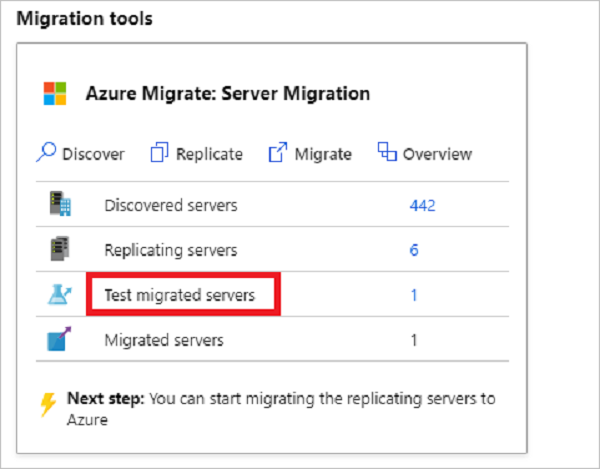 Migration tools
Azure Migrate: Server Migration
Discover Replicate Migrate Overview
Discovered servers 442
Replicating servers 6
Test migrated servers 1
Migrated servers 1
Next step: You can start migrating the replicating servers to
Azure